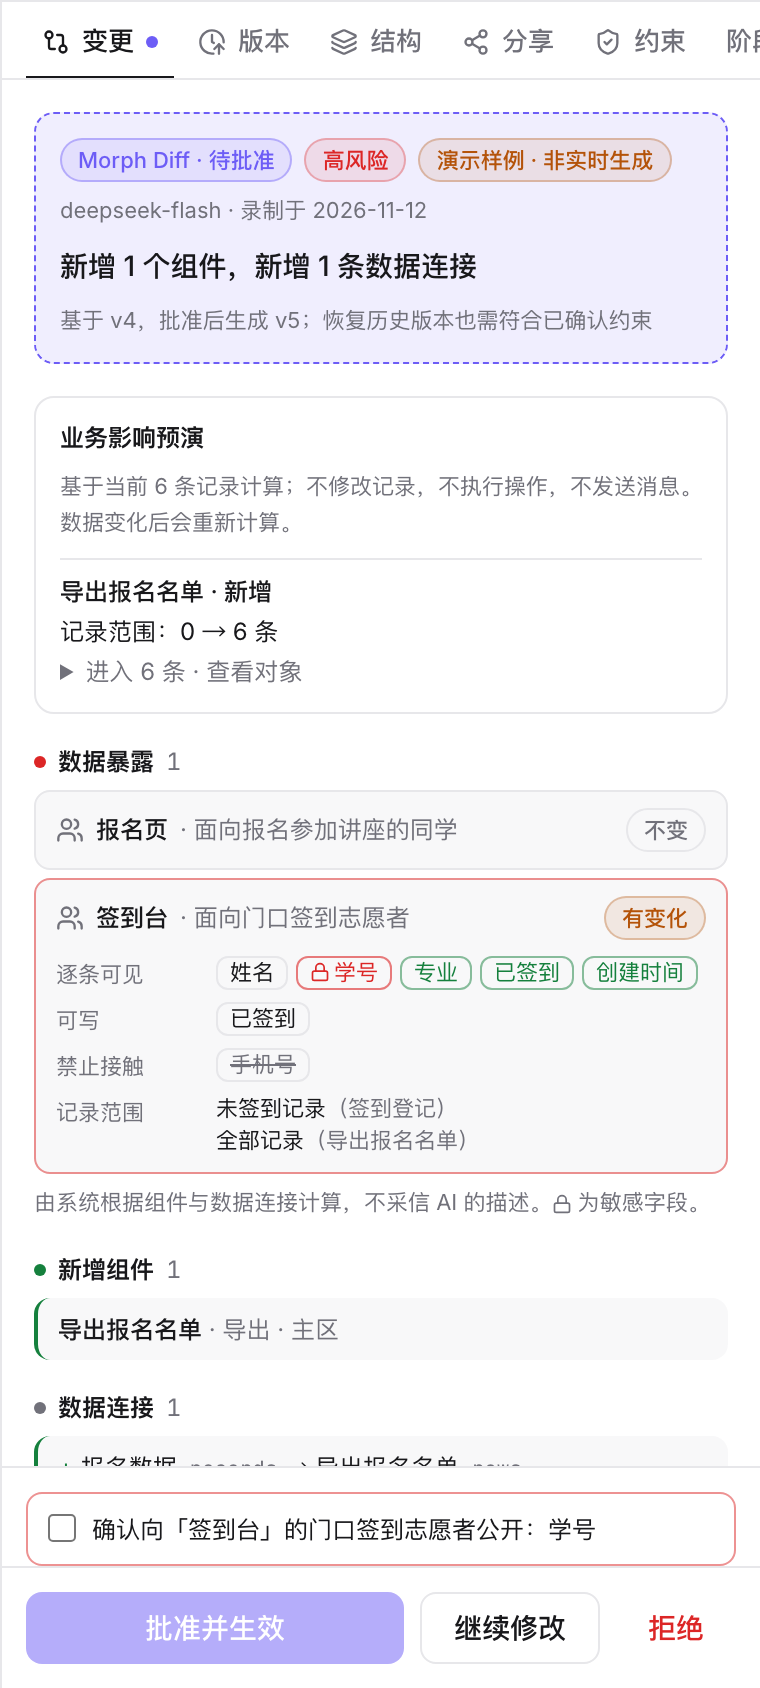 变更 版本 结构 分享 约束
Morph Diff · 待批准 高风险 演示样例 · 非实时生成
deepseek-flash · 录制于 2026-11-12
新增 1 个组件，新增 1 条数据连接
基于 v4，批准后生成 v5；恢复历史版本也需符合已确认约束
业务影响预演
基于当前 6 条记录计算；不修改记录，不执行操作，不发送消息。
数据变化后会重新计算。
导出报名名单 · 新增
记录范围：0 → 6 条
▶ 进入 6 条 · 查看对象
数据暴露 1
报名页 · 面向报名参加讲座的同学 不变
签到台 · 面向门口签到志愿者 有变化
逐条可见 姓名 学号 专业 已签到 创建时间
可写 已签到
禁止接触 手机号
记录范围 未签到记录（签到登记）
全部记录（导出报名名单）
由系统根据组件与数据连接计算，不采信 AI 的描述。 为敏感字段。
新增组件 1
导出报名名单 · 导出 · 主区
数据连接 1
报名数据 → 导出报名名单
确认向「签到台」的门口签到志愿者公开：学号
批准并生效 继续修改 拒绝